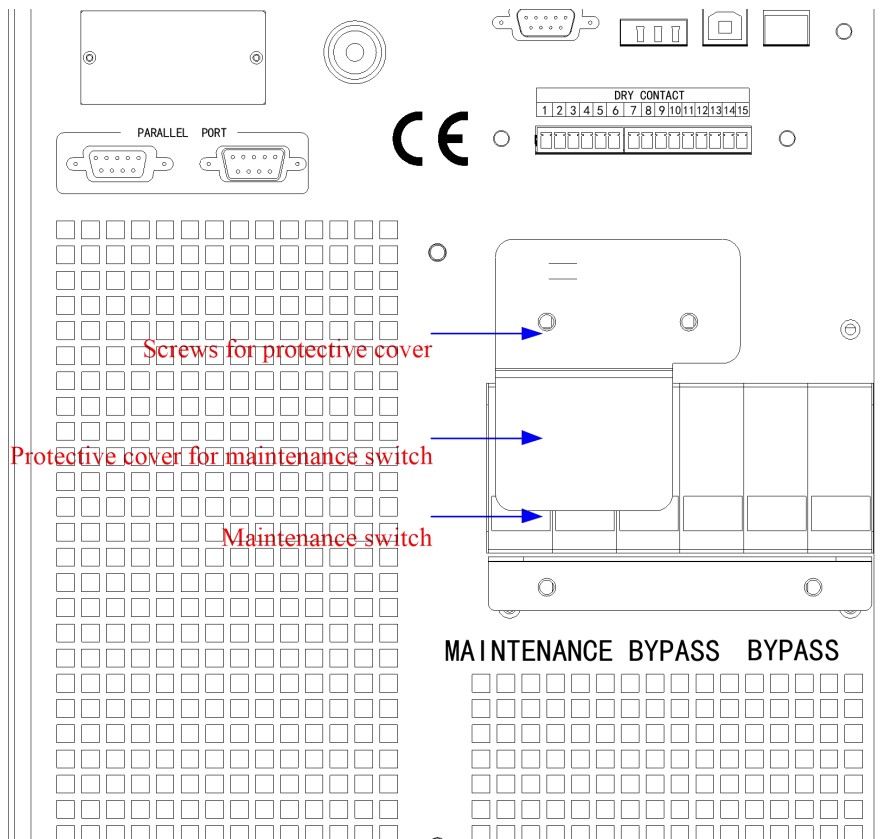 DRY CONTACT
1 2 3 4 5 6 7 8 9 10 11 12 13 14 15
PARALLEL PORT
CE
Screws for protective cover
Protective cover for maintenance switch
Maintenance switch
MAINTENANCE BYPASS BYPASS